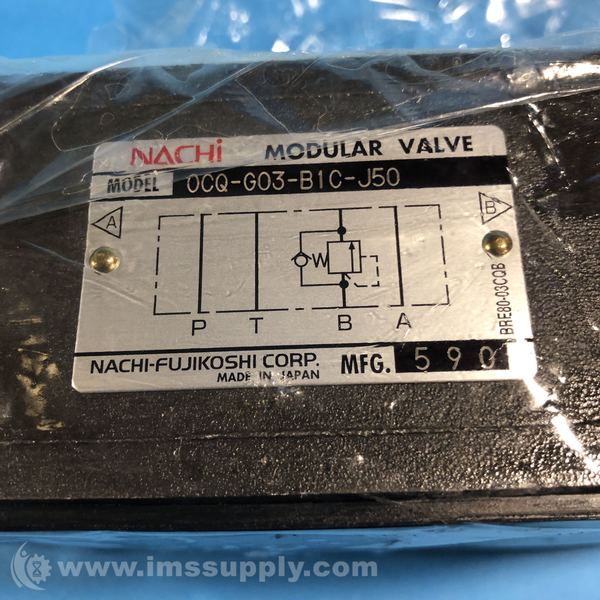 NACHi MODULAR VALVE
MODEL OCQ-G03-B1C-J50
A B
W
P T B A
BRE80-03CQB
NACHI-FUJIKOSHI CORP. MFG. 590
MADE IN JAPAN
www.imssupply.com